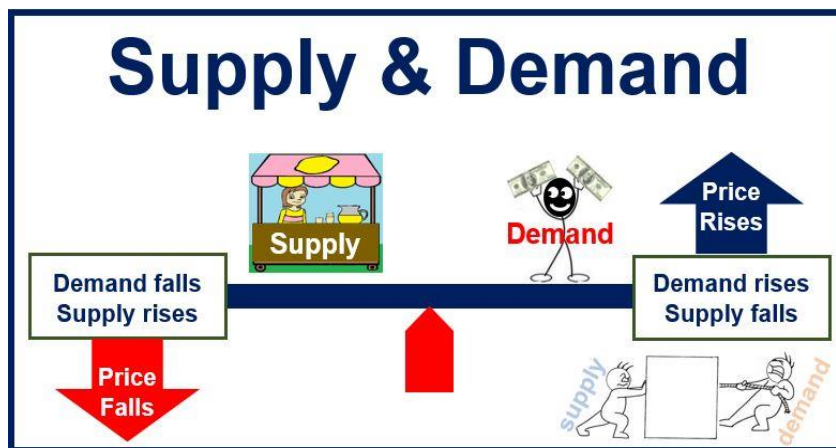 Supply & Demand
Supply
Demand
Price
Rises
Demand falls
Supply rises
Demand rises
Supply falls
Price
Falls
supply
demand